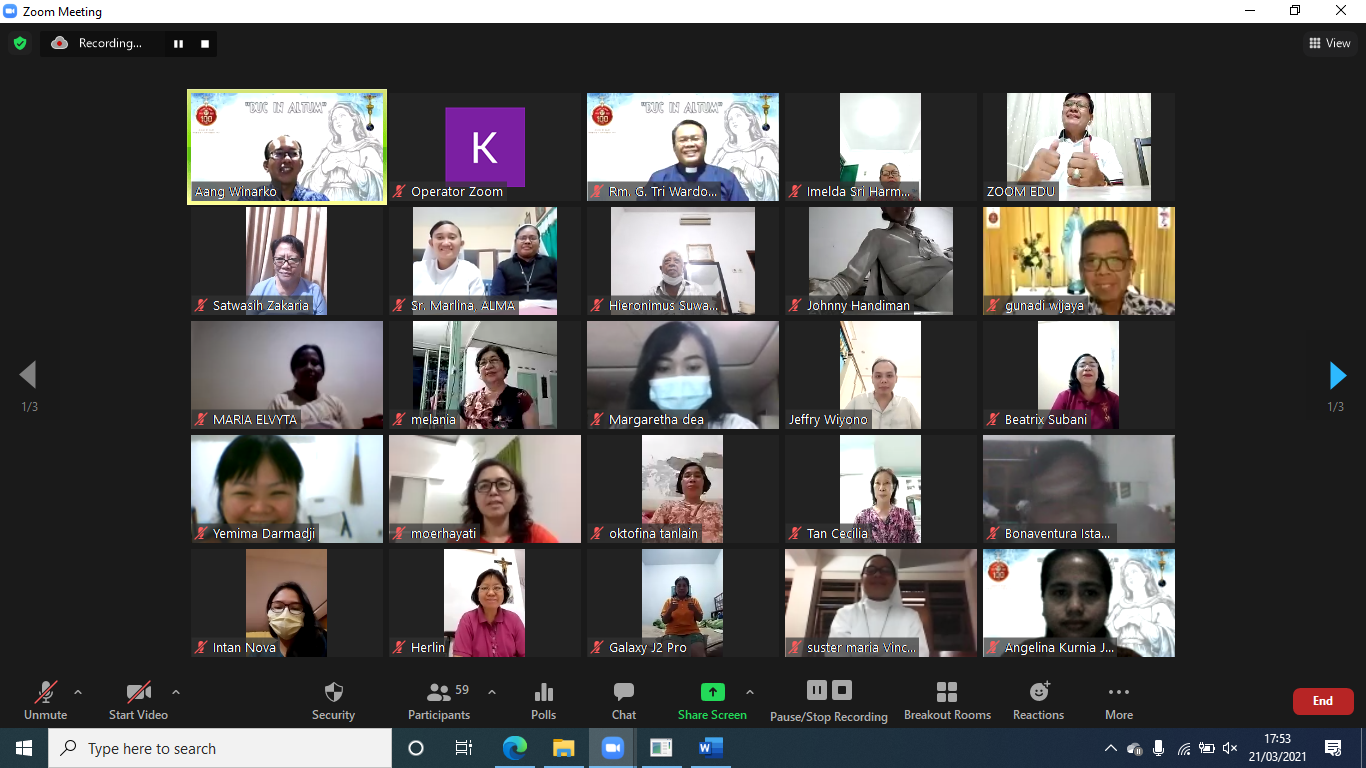 Zoom Meeting
Recording...
View
"DUC IN ALTUM"
100
Aang Winarko
K
Operator Zoom
"DUC IN ALTUM"
100
Rm. G. Tri Wardo...
Imelda Sri Harm...
ZOOM EDU
Satwasih Zakaria
Sr. Marlina, ALMA
Hieronimus Suwa...
Johnny Handiman
gunadi wijaya
MARIA ELVYTA
melania
Margaretha dea
Jeffry Wiyono
Beatrix Subani
1/3
1/3
Yemima Darmadji
moerhayati
oktofina tanlain
Tan Cecilia
Bonaventura Ista...
Intan Nova
Herlin
Galaxy J2 Pro
suster maria Vinc...
100
Angelina Kurnia J...
Unmute
Start Video
Security
59
Participants
Polls
Chat
Share Screen
Pause/Stop Recording
Breakout Rooms
Reactions
More
End
Type here to search
17:53
21/03/2021